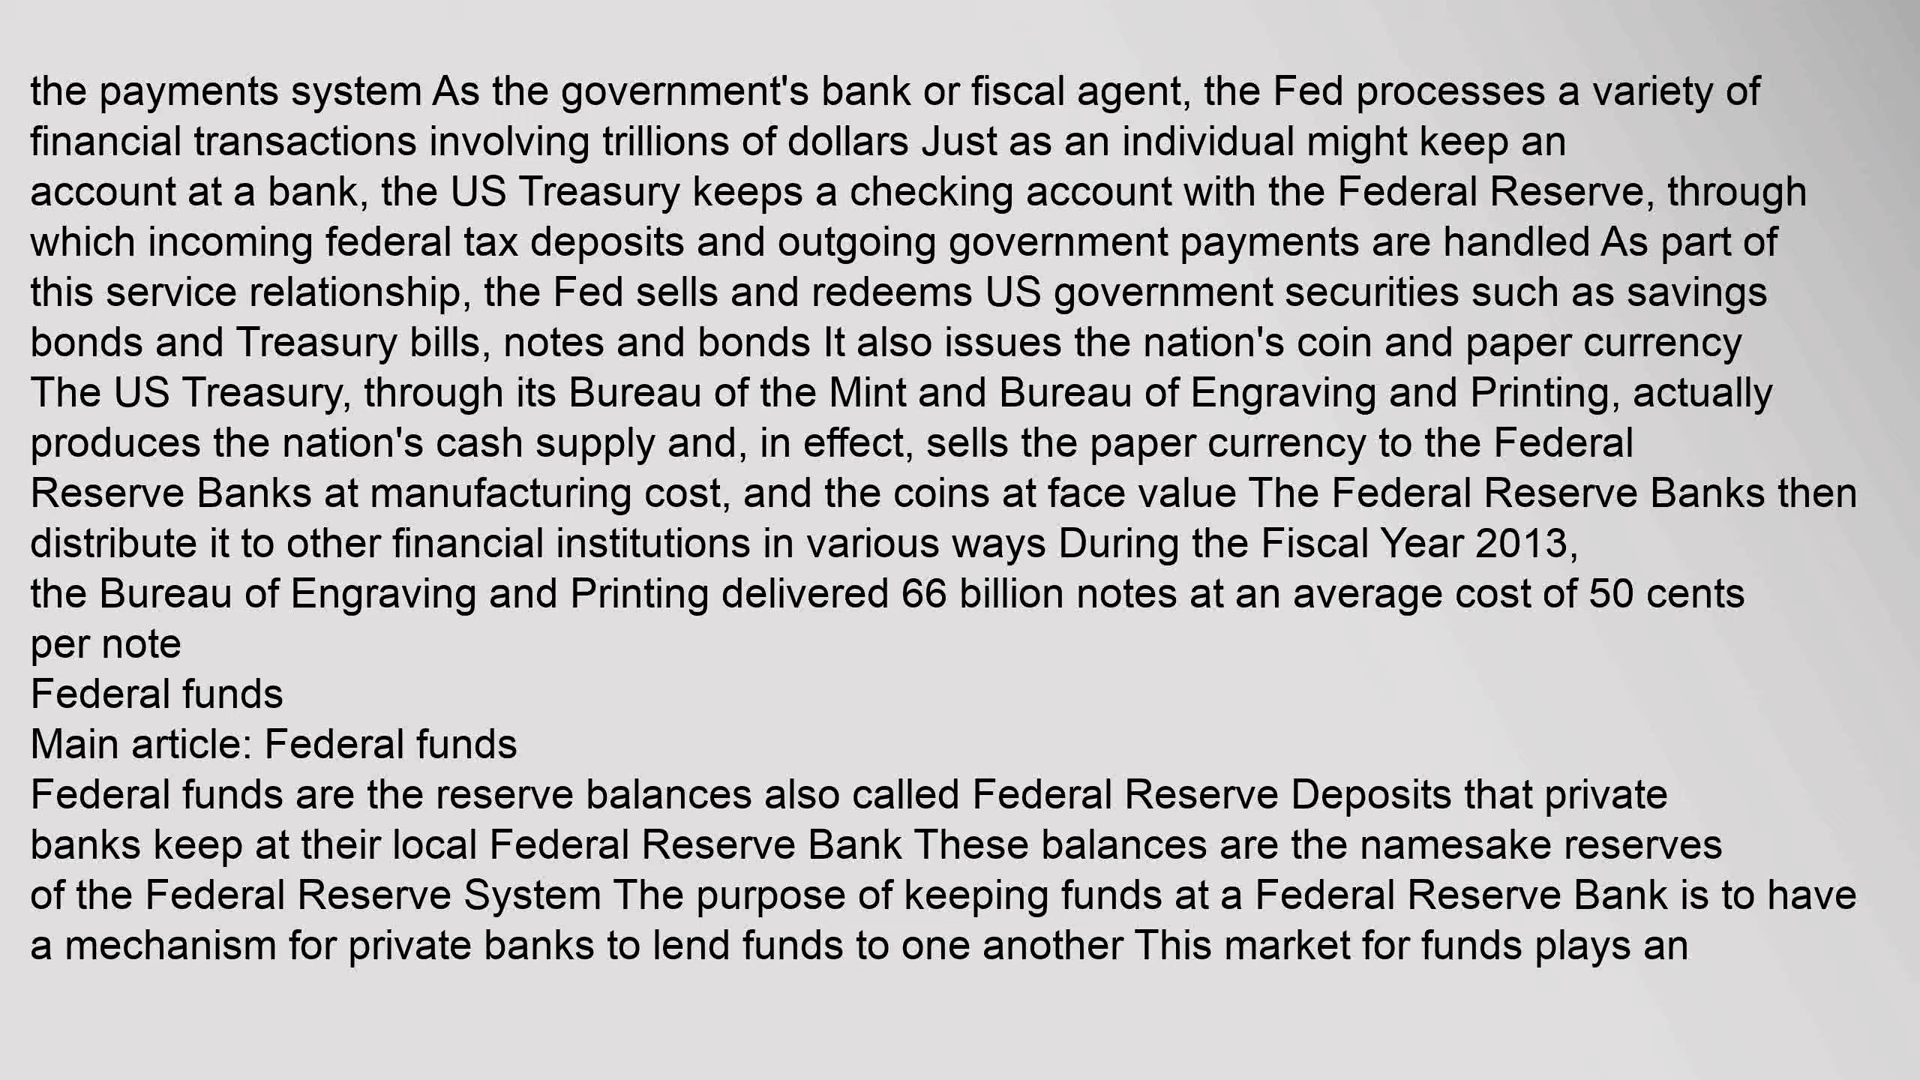 the payments system As the government's bank or fiscal agent, the Fed processes a variety of
financial transactions involving trillions of dollars Just as an individual might keep an
account at a bank, the US Treasury keeps a checking account with the Federal Reserve, through
which incoming federal tax deposits and outgoing government payments are handled As part of
this service relationship, the Fed sells and redeems US government securities such as savings
bonds and Treasury bills, notes and bonds It also issues the nation's coin and paper currency
The US Treasury, through its Bureau of the Mint and Bureau of Engraving and Printing, actually
produces the nation's cash supply and, in effect, sells the paper currency to the Federal
Reserve Banks at manufacturing cost, and the coins at face value The Federal Reserve Banks then
distribute it to other financial institutions in various ways During the Fiscal Year 2013,
the Bureau of Engraving and Printing delivered 66 billion notes at an average cost of 50 cents
per note
Federal funds
Main article: Federal funds
Federal funds are the reserve balances also called Federal Reserve Deposits that private
banks keep at their local Federal Reserve Bank These balances are the namesake reserves
of the Federal Reserve System The purpose of keeping funds at a Federal Reserve Bank is to have
a mechanism for private banks to lend funds to one another This market for funds plays an